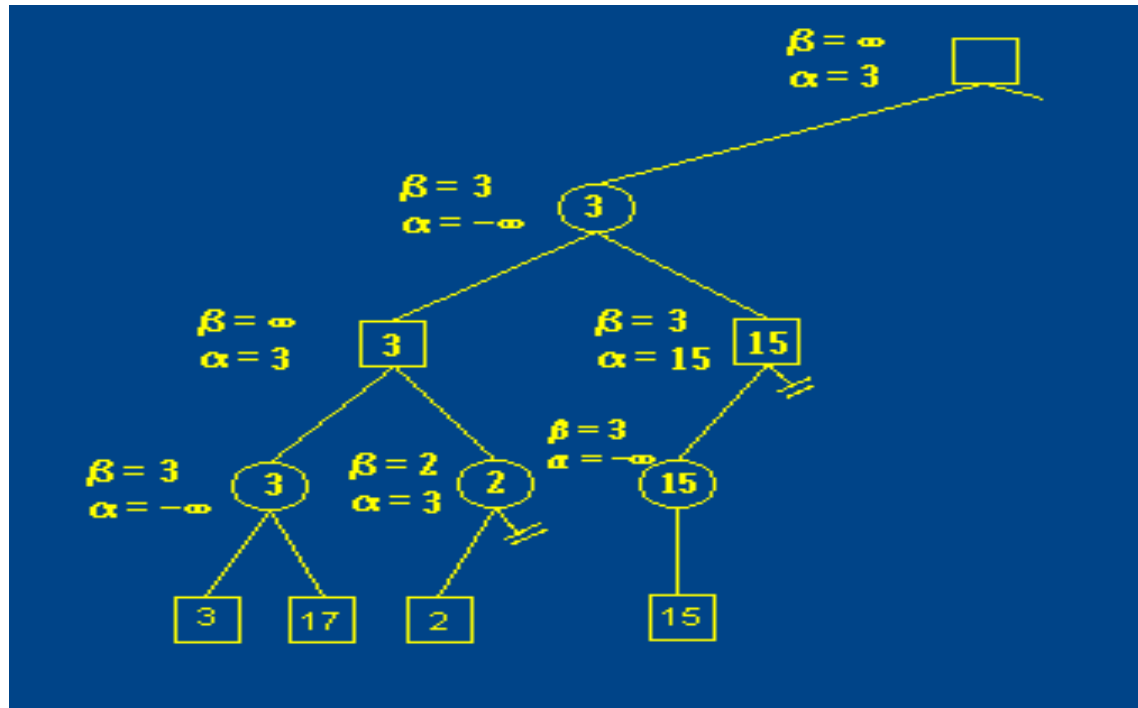 β = ∞
α = 3
β = 3
α = −∞
3
β = ∞
α = 3
3
β = 3
α = 15
15
β = 3
α = −∞
3
β = 2
α = 3
2
β = 3
α = −∞
15
3
17
2
15